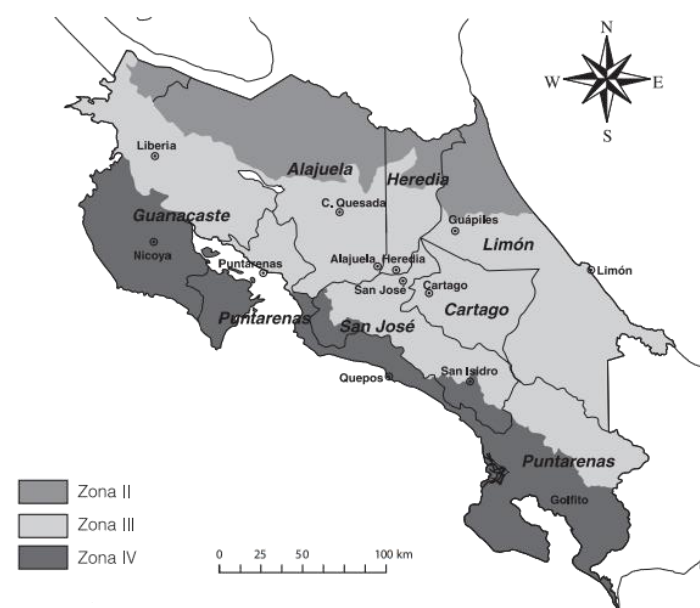 N
W E
S
Liberia
Alajuela
Heredia
C. Quesada
Guanacaste
Guápiles
Limón
Nicoya
Puntarenas
Alajuela Heredia
Limón
San José
Cartago
Cartago
Puntarenas
San José
Quepos
San Isidro
Puntarenas
Golfito
Zona II
Zona III
Zona IV
0 25 50 100 km